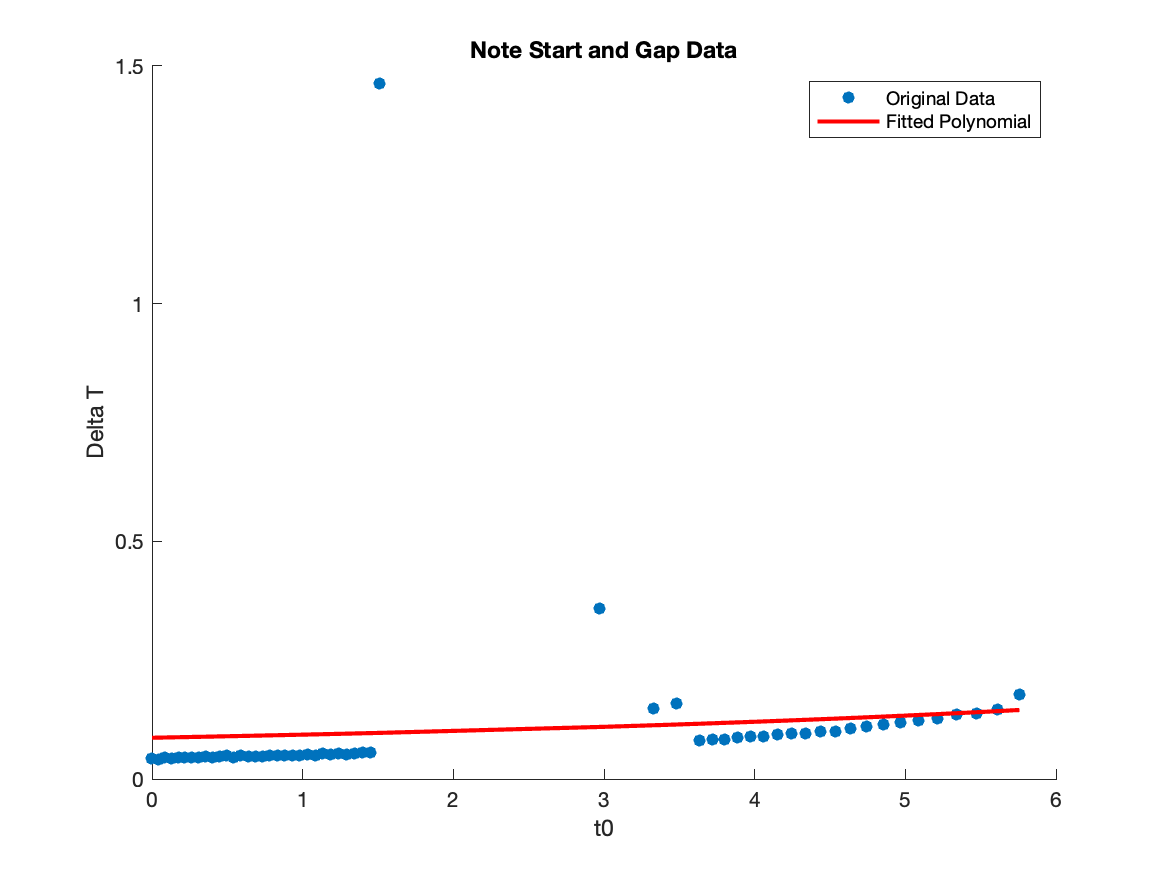 Note Start and Gap Data
1.5
Original Data
Fitted Polynomial
1
Delta T
0.5
0
0 1 2 3 4 5 6
t0